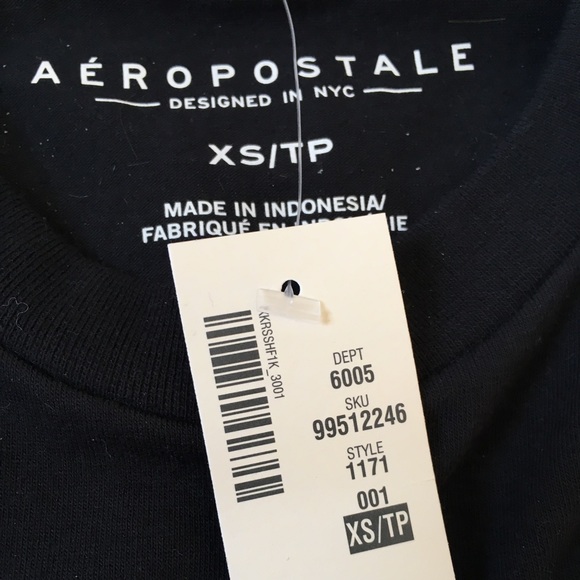 AÉROPOSTALE
DESIGNED IN NYC
XS/TP
MADE IN INDONESIA/
FABRIQUÉ EN
KRSSHF1K_3001
DEPT
6005
SKU
99512246
STYLE
1171
001
XS/TP